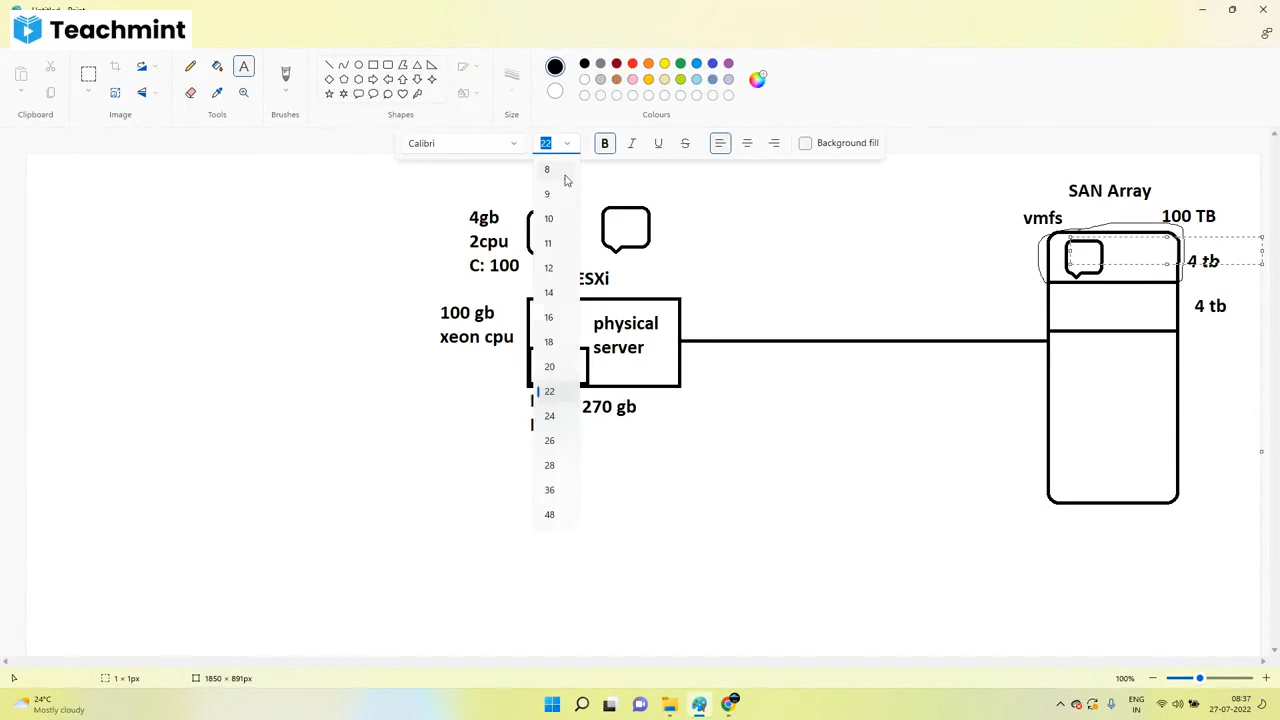 Untitled - Paint
Teachmint
Clipboard
Image
Tools
Brushes
Shapes
Size
Colours
Calibri
22
B
I
U
S
Background fill
8
9
10
11
12
14
16
18
20
22
24
26
28
36
48
4gb
2cpu
C: 100
ESXi
100 gb
xeon cpu
physical
server
270 gb
SAN Array
vmfs
100 TB
4 tb
4 tb
1 × 1px
1850 × 891px
100%
24°C
Mostly cloudy
ENG
IN
08:37
27-07-2022